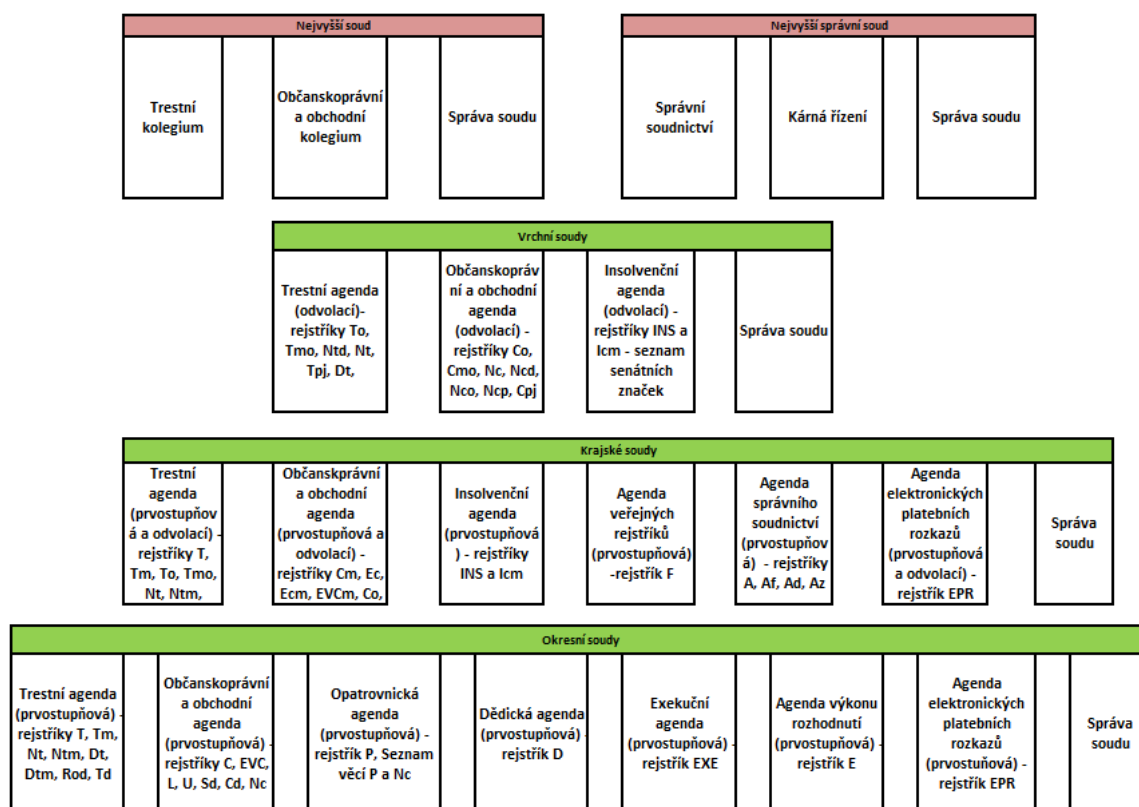 Nejvyšší soud
Trestní
kolegium
Občanskoprávní
a obchodní
kolegium
Správa soudu
Nejvyšší správní soud
Správní
soudnictví
Kárná řízení
Správa soudu
Vrchní soudy
Trestní agenda
(odvolací)-
rejstříky To,
Tmo, Ntd, Nt,
Tpj, Dt,
Občanskopráv
ní a obchodní
agenda
(odvolací) -
rejstříky Co,
Cmo, Nc, Ncd,
Nco, Ncp, Cpj
Insolvenční
agenda
(odvolací) -
rejstříky INS a
Icm - seznam
senátních
značek
Správa soudu
Krajské soudy
Trestní
agenda
(prvostupňov
á a odvolací) -
rejstříky T,
Tm, To, Tmo,
Nt, Ntm,
Občanskprávní
a obchodní
agenda
(prvostupňová a
odvolací) -
rejstříky Cm, Ec,
Ecm, EVCm, Co,
Insolvenční
agenda
(prvostupňová
) - rejstříky
INS a Icm
Agenda
veřejných
rejstříků
(prvostupňová)
-rejstřík F
Agenda
správního
soudnictví
(prvostupňov
á) - rejstříky
A, Af, Ad, Az
Agenda
elektronických
platebních
rozkazů
(prvostupňová
a odvolací) -
rejstřík EPR
Správa
soudu
Okresní soudy
Trestní agenda
(prvostupňová) -
rejstříky T, Tm,
Nt, Ntm, Dt,
Dtm, Rod, Td
Občanskoprávní
a obchodní
agenda
(prvostupňová) -
rejstříky C, EVC,
L, U, Sd, Cd, Nc
Opatrovnická
agenda
(prvostupňová) -
rejstřík P, Seznam
věcí P a Nc
Dědická agenda
(prvostupňová) -
rejstřík D
Exekuční
agenda
(prvostupňová) -
rejstřík EXE
Agenda výkonu
rozhodnutí
(prvostupňová) -
rejstřík E
Agenda
elektronických
platebních
rozkazů
(prvostuňová) -
rejstřík EPR
Správa
soudu